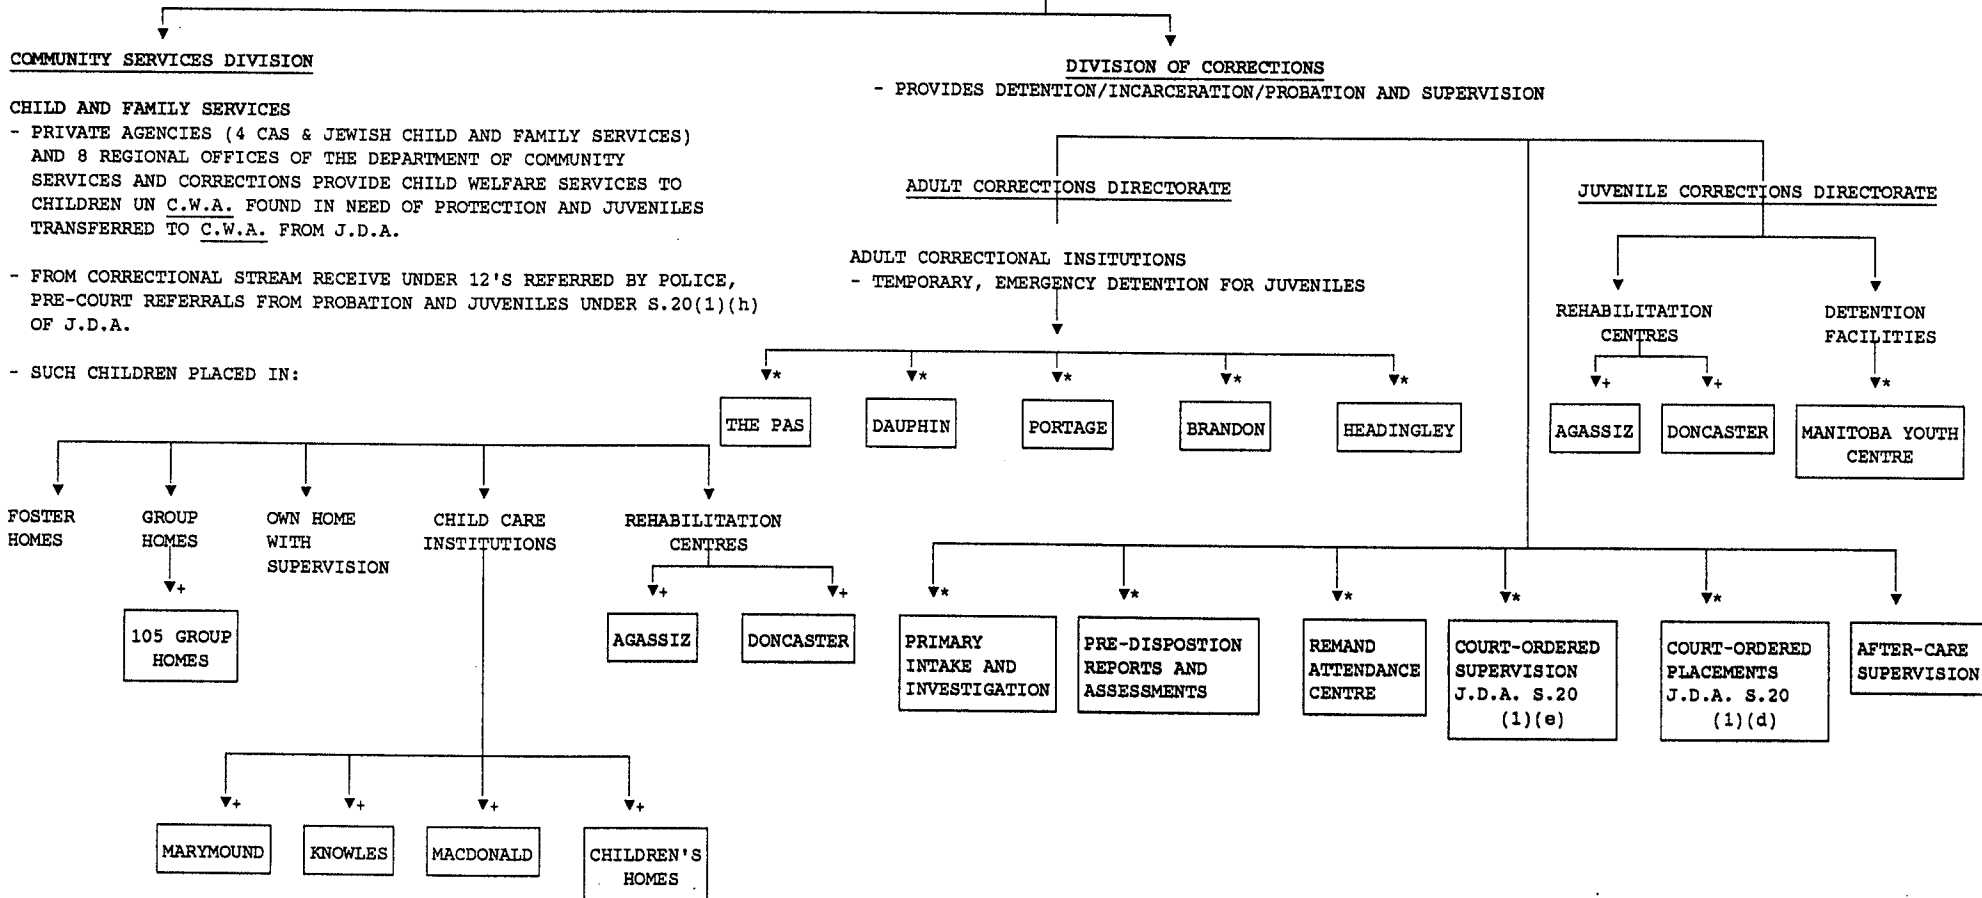 COMMUNITY SERVICES DIVISION
CHILD AND FAMILY SERVICES
- PRIVATE AGENCIES (4 CAS & JEWISH CHILD AND FAMILY SERVICES)
AND 8 REGIONAL OFFICES OF THE DEPARTMENT OF COMMUNITY
SERVICES AND CORRECTIONS PROVIDE CHILD WELFARE SERVICES TO
CHILDREN UN C.W.A. FOUND IN NEED OF PROTECTION AND JUVENILES
TRANSFERRED TO C.W.A. FROM J.D.A.
- FROM CORRECTIONAL STREAM RECEIVE UNDER 12'S REFERRED BY POLICE,
PRE-COURT REFERRALS FROM PROBATION AND JUVENILES UNDER S.20(1)(h)
OF J.D.A.
- SUCH CHILDREN PLACED IN:
FOSTER
HOMES
GROUP
HOMES
+
105 GROUP
HOMES
OWN HOME
WITH
SUPERVISION
CHILD CARE
INSTITUTIONS
+
MARYMOUND
+
KNOWLES
+
MACDONALD
+
CHILDREN'S
HOMES
REHABILITATION
CENTRES
+
AGASSIZ
+
DONCASTER
DIVISION OF CORRECTIONS
- PROVIDES DETENTION/INCARCERATION/PROBATION AND SUPERVISION
ADULT CORRECTIONS DIRECTORATE
ADULT CORRECTIONAL INSITUTIONS
- TEMPORARY, EMERGENCY DETENTION FOR JUVENILES
*
THE PAS
*
DAUPHIN
*
PORTAGE
*
BRANDON
*
HEADINGLEY
JUVENILE CORRECTIONS DIRECTORATE
REHABILITATION
CENTRES
+
AGASSIZ
+
DONCASTER
DETENTION
FACILITIES
*
MANITOBA YOUTH
CENTRE
*
PRIMARY
INTAKE AND
INVESTIGATION
*
PRE-DISPOSTION
REPORTS AND
ASSESSMENTS
*
REMAND
ATTENDANCE
CENTRE
*
COURT-ORDERED
SUPERVISION
J.D.A. S.20
(1)(e)
*
COURT-ORDERED
PLACEMENTS
J.D.A. S.20
(1)(d)
AFTER-CARE
SUPERVISION